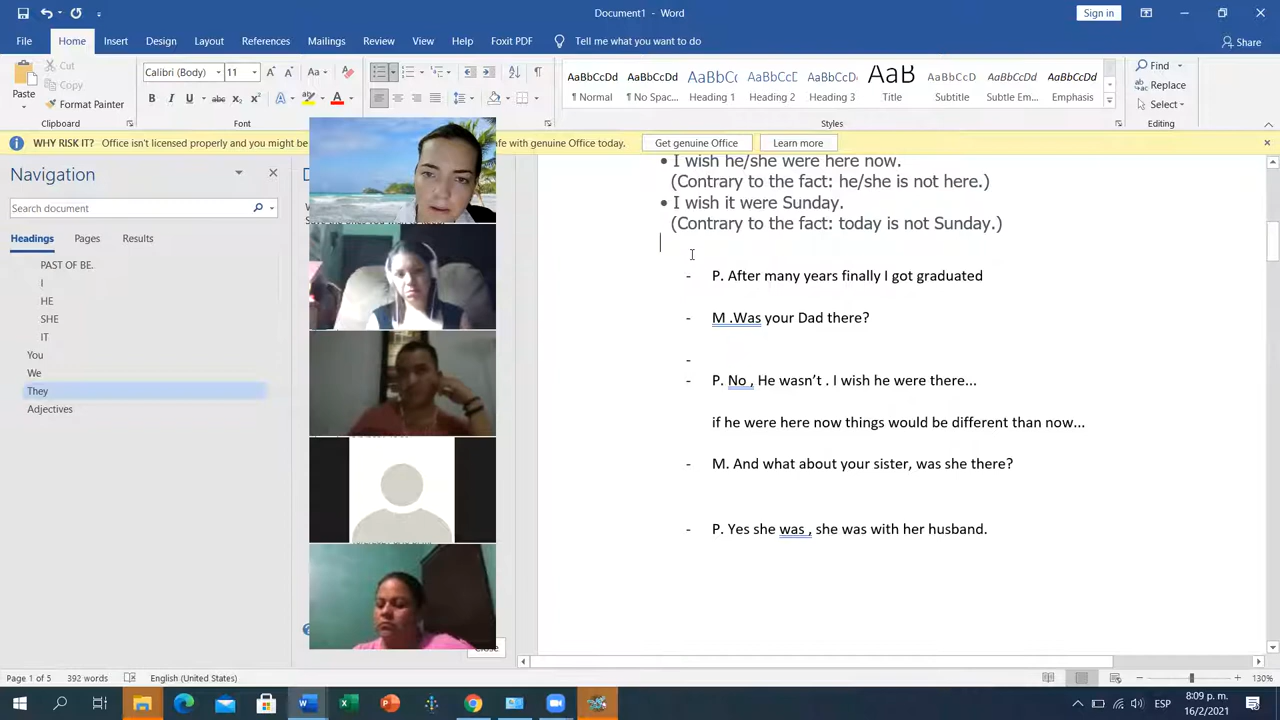 Document1 - Word
Sign in
File Home Insert Design Layout References Mailings Review View Help Foxit PDF Tell me what you want to do Share
Paste
Cut
Copy
Format Painter
Calibri (Body) 11
AaBbCcDd AaBbCcDd AaBbC( AaBbCcD AaBbCcD AaB AaBbCcD AaBbCcDd AaBbCcDd
¶ Normal ¶ No Spac... Heading 1 Heading 2 Heading 3 Title Subtitle Subtle Em... Emphasis
Find
Replace
Select
Clipboard Font Styles Editing
WHY RISK IT? Office isn't licensed properly and you might be
fe with genuine Office today. Get genuine Office Learn more
Navigation
Search document
Headings Pages Results
PAST OF BE.
I
HE
SHE
IT
You
We
They
Adjectives
Close
• I wish he/she were here now.
(Contrary to the fact: he/she is not here.)
• I wish it were Sunday.
(Contrary to the fact: today is not Sunday.)
- P. After many years finally I got graduated
- M .Was your Dad there?
-
- P. No , He wasn't . I wish he were there...
if he were here now things would be different than now...
- M. And what about your sister, was she there?
- P. Yes she was , she was with her husband.
Page 1 of 5 392 words English (United States) 130%
ESP 8:09 p. m.
16/2/2021